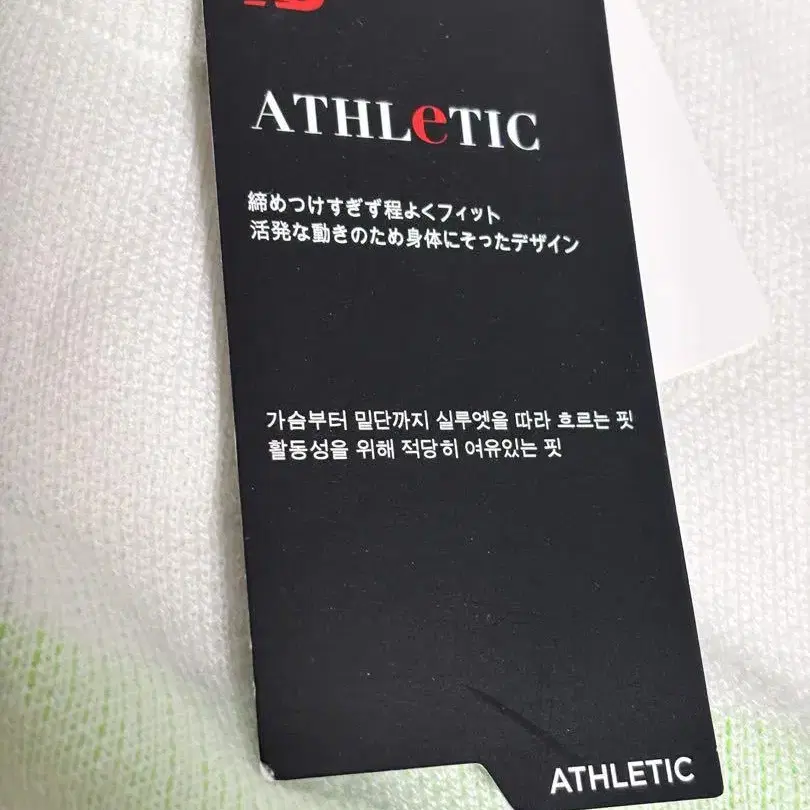 ATHLeTIC
締めつけすぎず程よくフィット
活発な動きのため身体にそったデザイン
가슴부터 밑단까지 실루엣을 따라 흐르는 핏
활동성을 위해 적당히 여유있는 핏
ATHLETIC